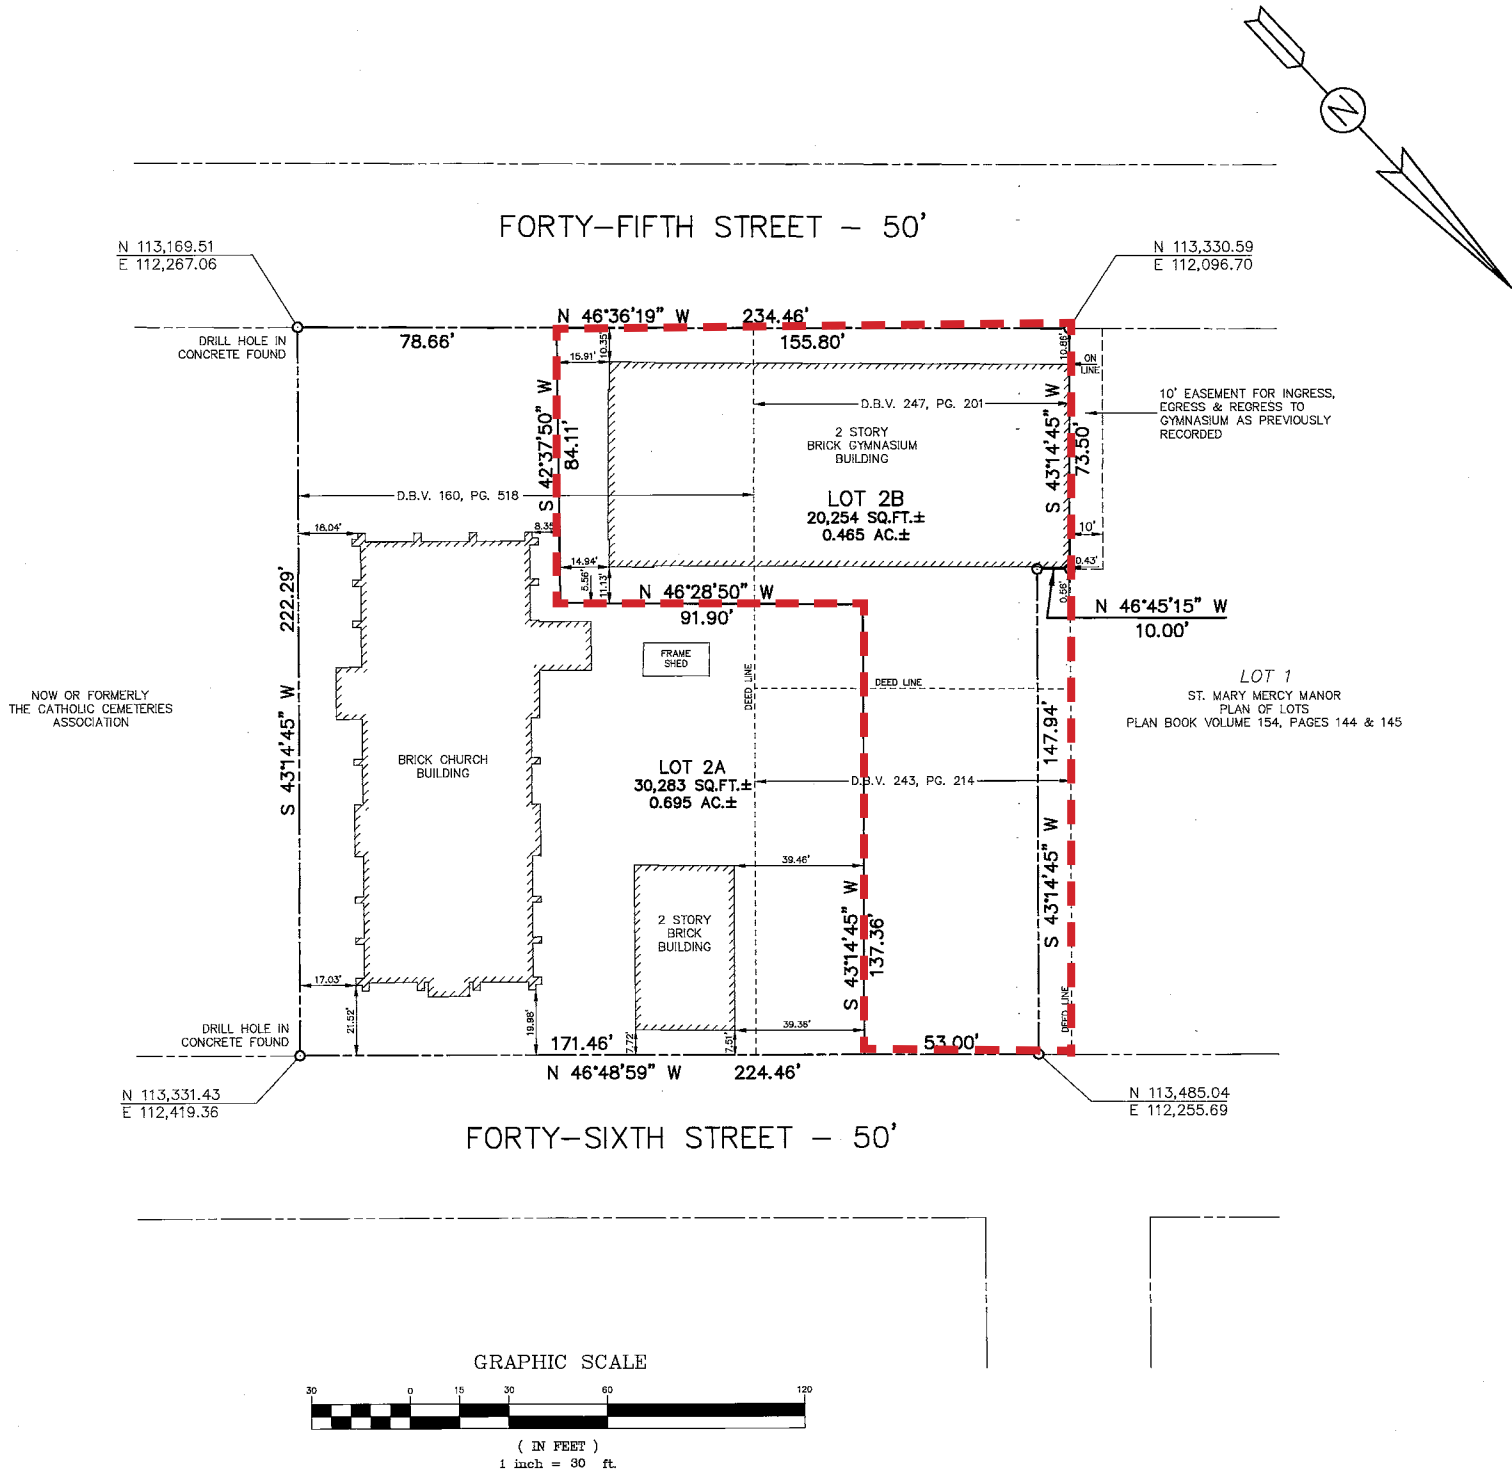 N
FORTY-FIFTH STREET - 50'
N 113,169.51
E 112,267.06
N 113,330.59
E 112,096.70
N 46°36'19" W 234.46'
78.66'
155.80'
DRILL HOLE IN
CONCRETE FOUND
15.91'
10.35'
10.86'
ON
LINE
10' EASEMENT FOR INGRESS,
EGRESS & REGRESS TO
GYMNASIUM AS PREVIOUSLY
RECORDED
D.B.V. 247, PG. 201
2 STORY
BRICK GYMNASIUM
BUILDING
S 42°37'50" W
84.11'
S 43°14'45" W
73.50'
D.B.V. 160, PG. 518
LOT 2B
20,254 SQ.FT.±
0.465 AC.±
18.04'
8.35'
10'
14.94'
5.56'
11.13'
0.43'
0.56'
N 46°28'50" W
91.90'
N 46°45'15" W
10.00'
S 43°14'45" W 222.29'
FRAME
SHED
DEED LINE
DEED LINE
LOT 1
ST. MARY MERCY MANOR
PLAN OF LOTS
PLAN BOOK VOLUME 154, PAGES 144 & 145
NOW OR FORMERLY
THE CATHOLIC CEMETERIES
ASSOCIATION
BRICK CHURCH
BUILDING
LOT 2A
30,283 SQ.FT.±
0.695 AC.±
D.B.V. 243, PG. 214
S 43°14'45" W 147.94'
39.46'
2 STORY
BRICK
BUILDING
S 43°14'45" W
137.36'
17.03'
21.52'
19.98'
7.72'
7.51'
39.36'
DEED LINE
DRILL HOLE IN
CONCRETE FOUND
171.46'
53.00'
N 46°48'59" W 224.46'
N 113,331.43
E 112,419.36
N 113,485.04
E 112,255.69
FORTY-SIXTH STREET - 50'
GRAPHIC SCALE
30 0 15 30 60 120
( IN FEET )
1 inch = 30 ft.